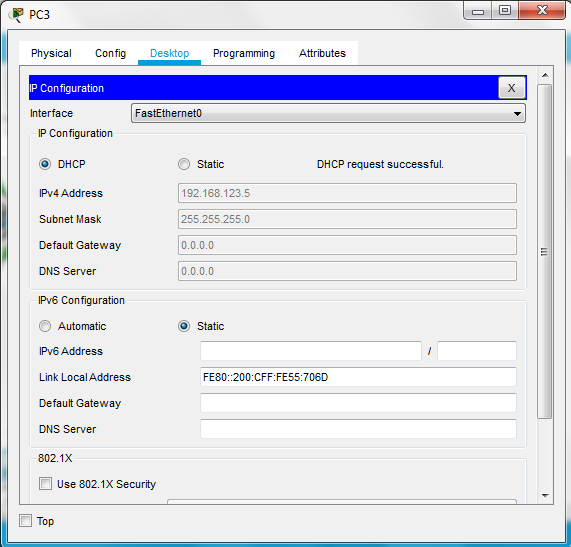 PC3
Physical Config Desktop Programming Attributes
IP Configuration X
Interface FastEthernet0
IP Configuration
DHCP Static DHCP request successful.
IPv4 Address 192.168.123.5
Subnet Mask 255.255.255.0
Default Gateway 0.0.0.0
DNS Server 0.0.0.0
IPv6 Configuration
Automatic Static
IPv6 Address /
Link Local Address FE80::200:CFF:FE55:706D
Default Gateway
DNS Server
802.1X
Use 802.1X Security
Top